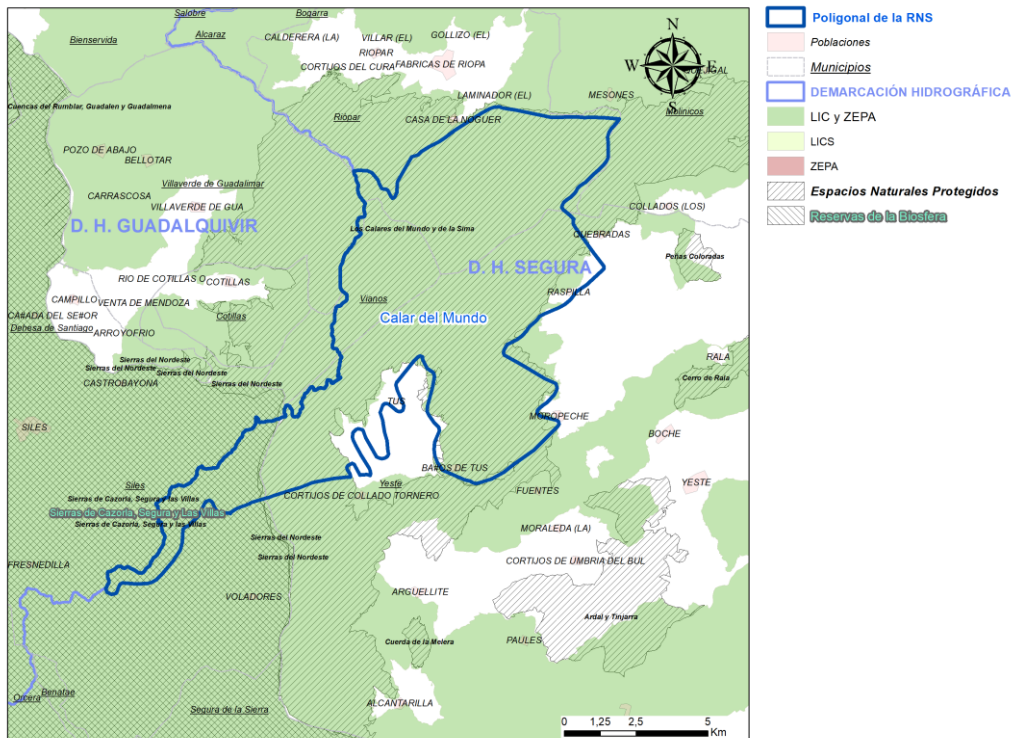 Salobre
Bogarra
Bienservida
Alcaraz
CALDERERA (LA)
VILLAR (EL)
GOLLIZO (EL)
RIOPAR
CORTIJOS DEL CURA
FABRICAS DE RIOPA
N
W
E
S
Cuencas del Rumblar, Guadalen y Guadalmena
LAMINADOR (EL)
MESONES
Molinicos
Riópar
CASA DE LA NOGUER
POZO DE ABAJO
BELLOTAR
Villaverde de Guadalimar
CARRASCOSA
VILLAVERDE DE GUA
COLLADOS (LOS)
D. H. GUADALQUIVIR
Los Calares del Mundo y de la Sima
QUEBRADAS
Peñas Coloradas
D. H. SEGURA
RIO DE COTILLAS O
COTILLAS
RASPILLA
CAMPILLO
VENTA DE MENDOZA
Vianos
CA#ADA DEL SE#OR
Cotillas
Calar del Mundo
Dehesa de Santiago
ARROYOFRIO
Sierras del Nordeste
Sierras del Nordeste
Sierras del Nordeste
CASTROBAYONA
Sierras del Nordeste
RALA
Cerro de Rala
TUS
MOROPECHE
SILES
BOCHE
BA#OS DE TUS
Siles
Yeste
YESTE
CORTIJOS DE COLLADO TORNERO
FUENTES
Sierras de Cazorla, Segura y las Villas
Sierras de Cazorla, Segura y Las Villas
Sierras de Cazorla, Segura y las Villas
Sierras del Nordeste
MORALEDA (LA)
Sierras del Nordeste
CORTIJOS DE UMBRIA DEL BUL
FRESNEDILLA
ARGUELLITE
VOLADORES
Ardal y Tinjarra
Cuerda de la Melera
PAULES
Orcera
Benatae
Segura de la Sierra
ALCANTARILLA
0 1,25 2,5 5
Km
Poligonal de la RNS
Poblaciones
Municipios
DEMARCACIÓN HIDROGRÁFICA
LIC y ZEPA
LICS
ZEPA
Espacios Naturales Protegidos
Reservas de la Biosfera